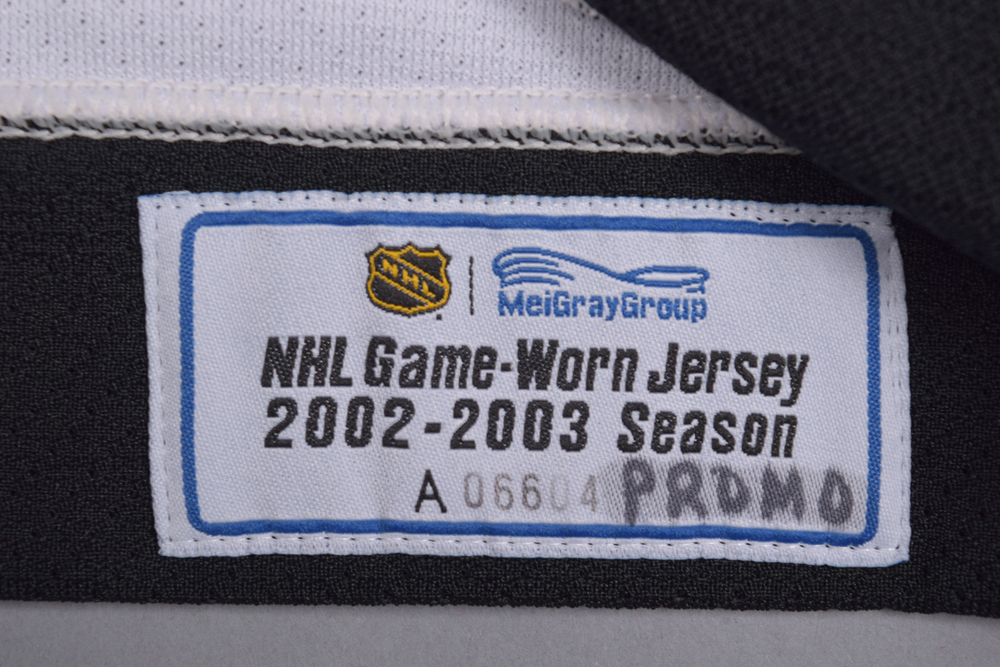 NHL
MeiGrayGroup
NHL Game-Worn Jersey
2002-2003 Season
A 06604 PROMO